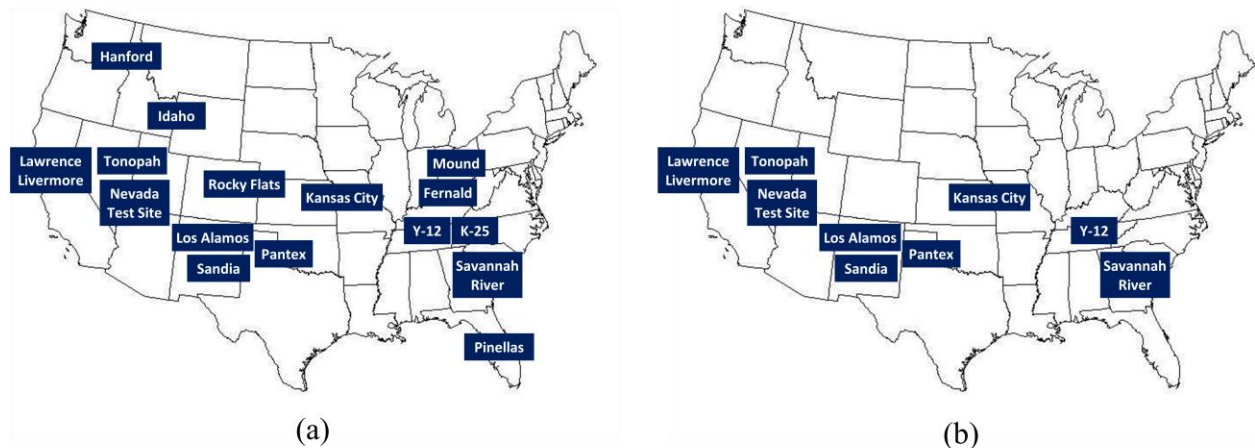 Hanford
Idaho
Lawrence
Livermore
Tonopah
Nevada
Test Site
Rocky Flats
Kansas City
Mound
Fernald
Y-12
K-25
Los Alamos
Sandia
Pantex
Savannah
River
Pinellas
(a)
Lawrence
Livermore
Tonopah
Nevada
Test Site
Kansas City
Y-12
Los Alamos
Sandia
Pantex
Savannah
River
(b)